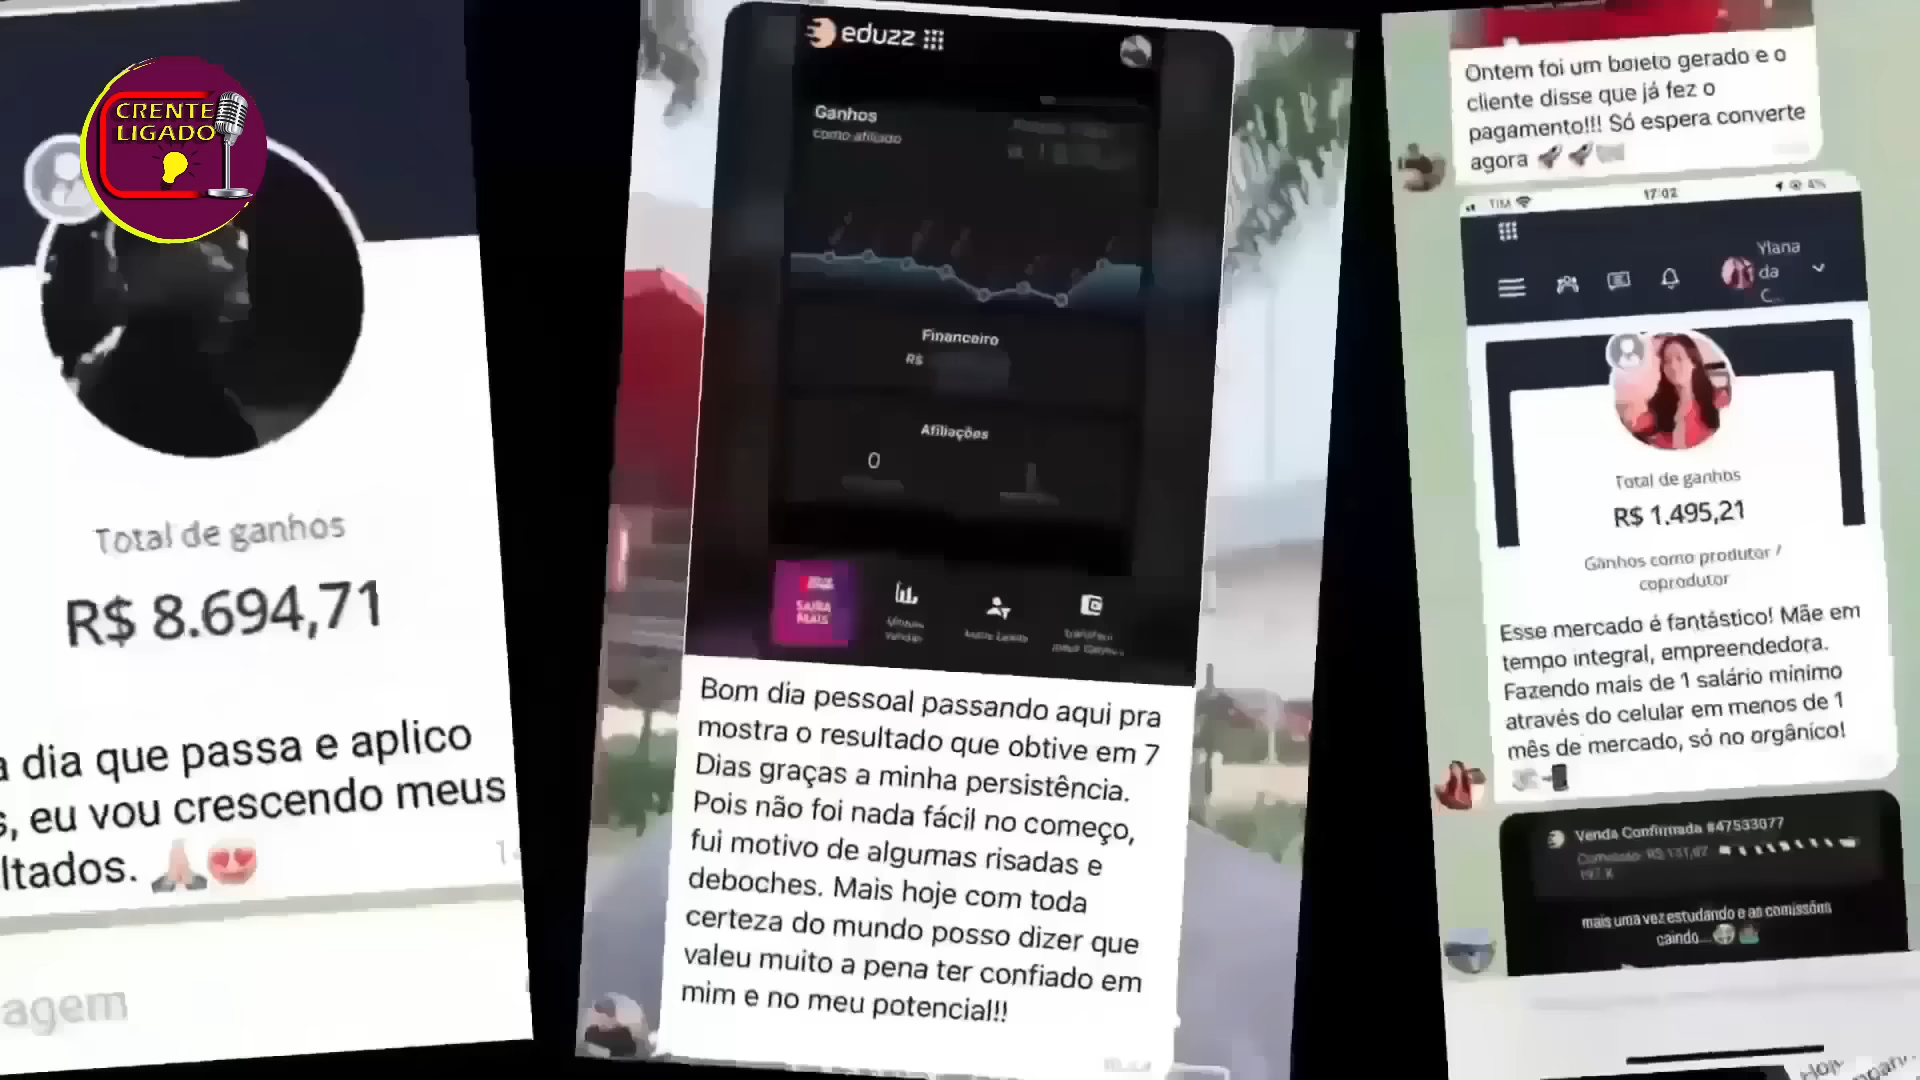 CRENTE
LIGADO
Total de ganhos
R$ 8.694,71
a dia que passa e aplico
s, eu vou crescendo meus
ltados. 🙏😍
agem
eduzz
Ganhos
como afiliado
Financeiro
R$
Afiliações
0
SAIBA
MAIS
Bom dia pessoal passando aqui pra
mostra o resultado que obtive em 7
Dias graças a minha persistência.
Pois não foi nada fácil no começo,
fui motivo de algumas risadas e
deboches. Mais hoje com toda
certeza do mundo posso dizer que
valeu muito a pena ter confiado em
mim e no meu potencial!!
Ontem foi um boleto gerado e o
cliente disse que já fez o
pagamento!!! Só espera converte
agora 🚀🚀
TIM
17:02
4%
Ylana
da
C...
Total de ganhos
R$ 1.495,21
Ganhos como produtor /
coprodutor
Esse mercado é fantástico! Mãe em
tempo integral, empreendedora.
Fazendo mais de 1 salário mínimo
através do celular em menos de 1
mês de mercado, só no orgânico!
Venda Confirmada #47533077
mais uma vez estudando e as comissões
caindo...